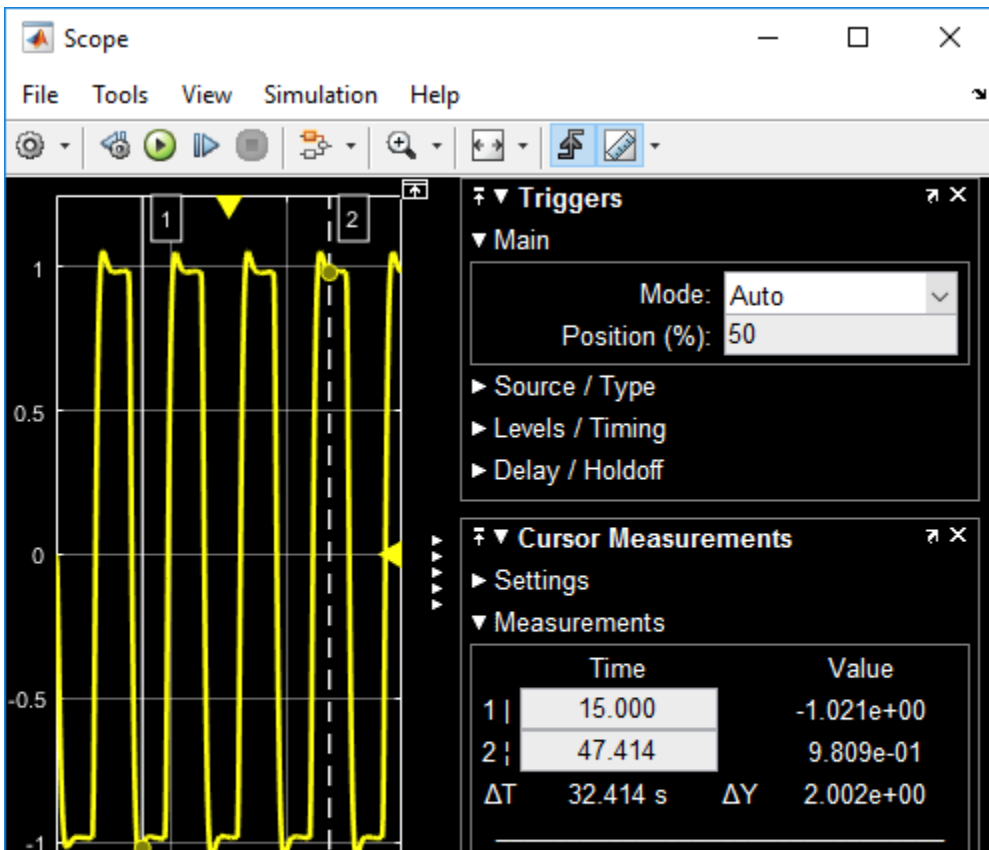 Scope
File Tools View Simulation Help
1 2
1
0.5
0
-0.5
-1
Triggers
Main
Mode: Auto
Position (%): 50
Source / Type
Levels / Timing
Delay / Holdoff
Cursor Measurements
Settings
Measurements
Time Value
1 | 15.000 -1.021e+00
2 ¦ 47.414 9.809e-01
ΔT 32.414 s ΔY 2.002e+00